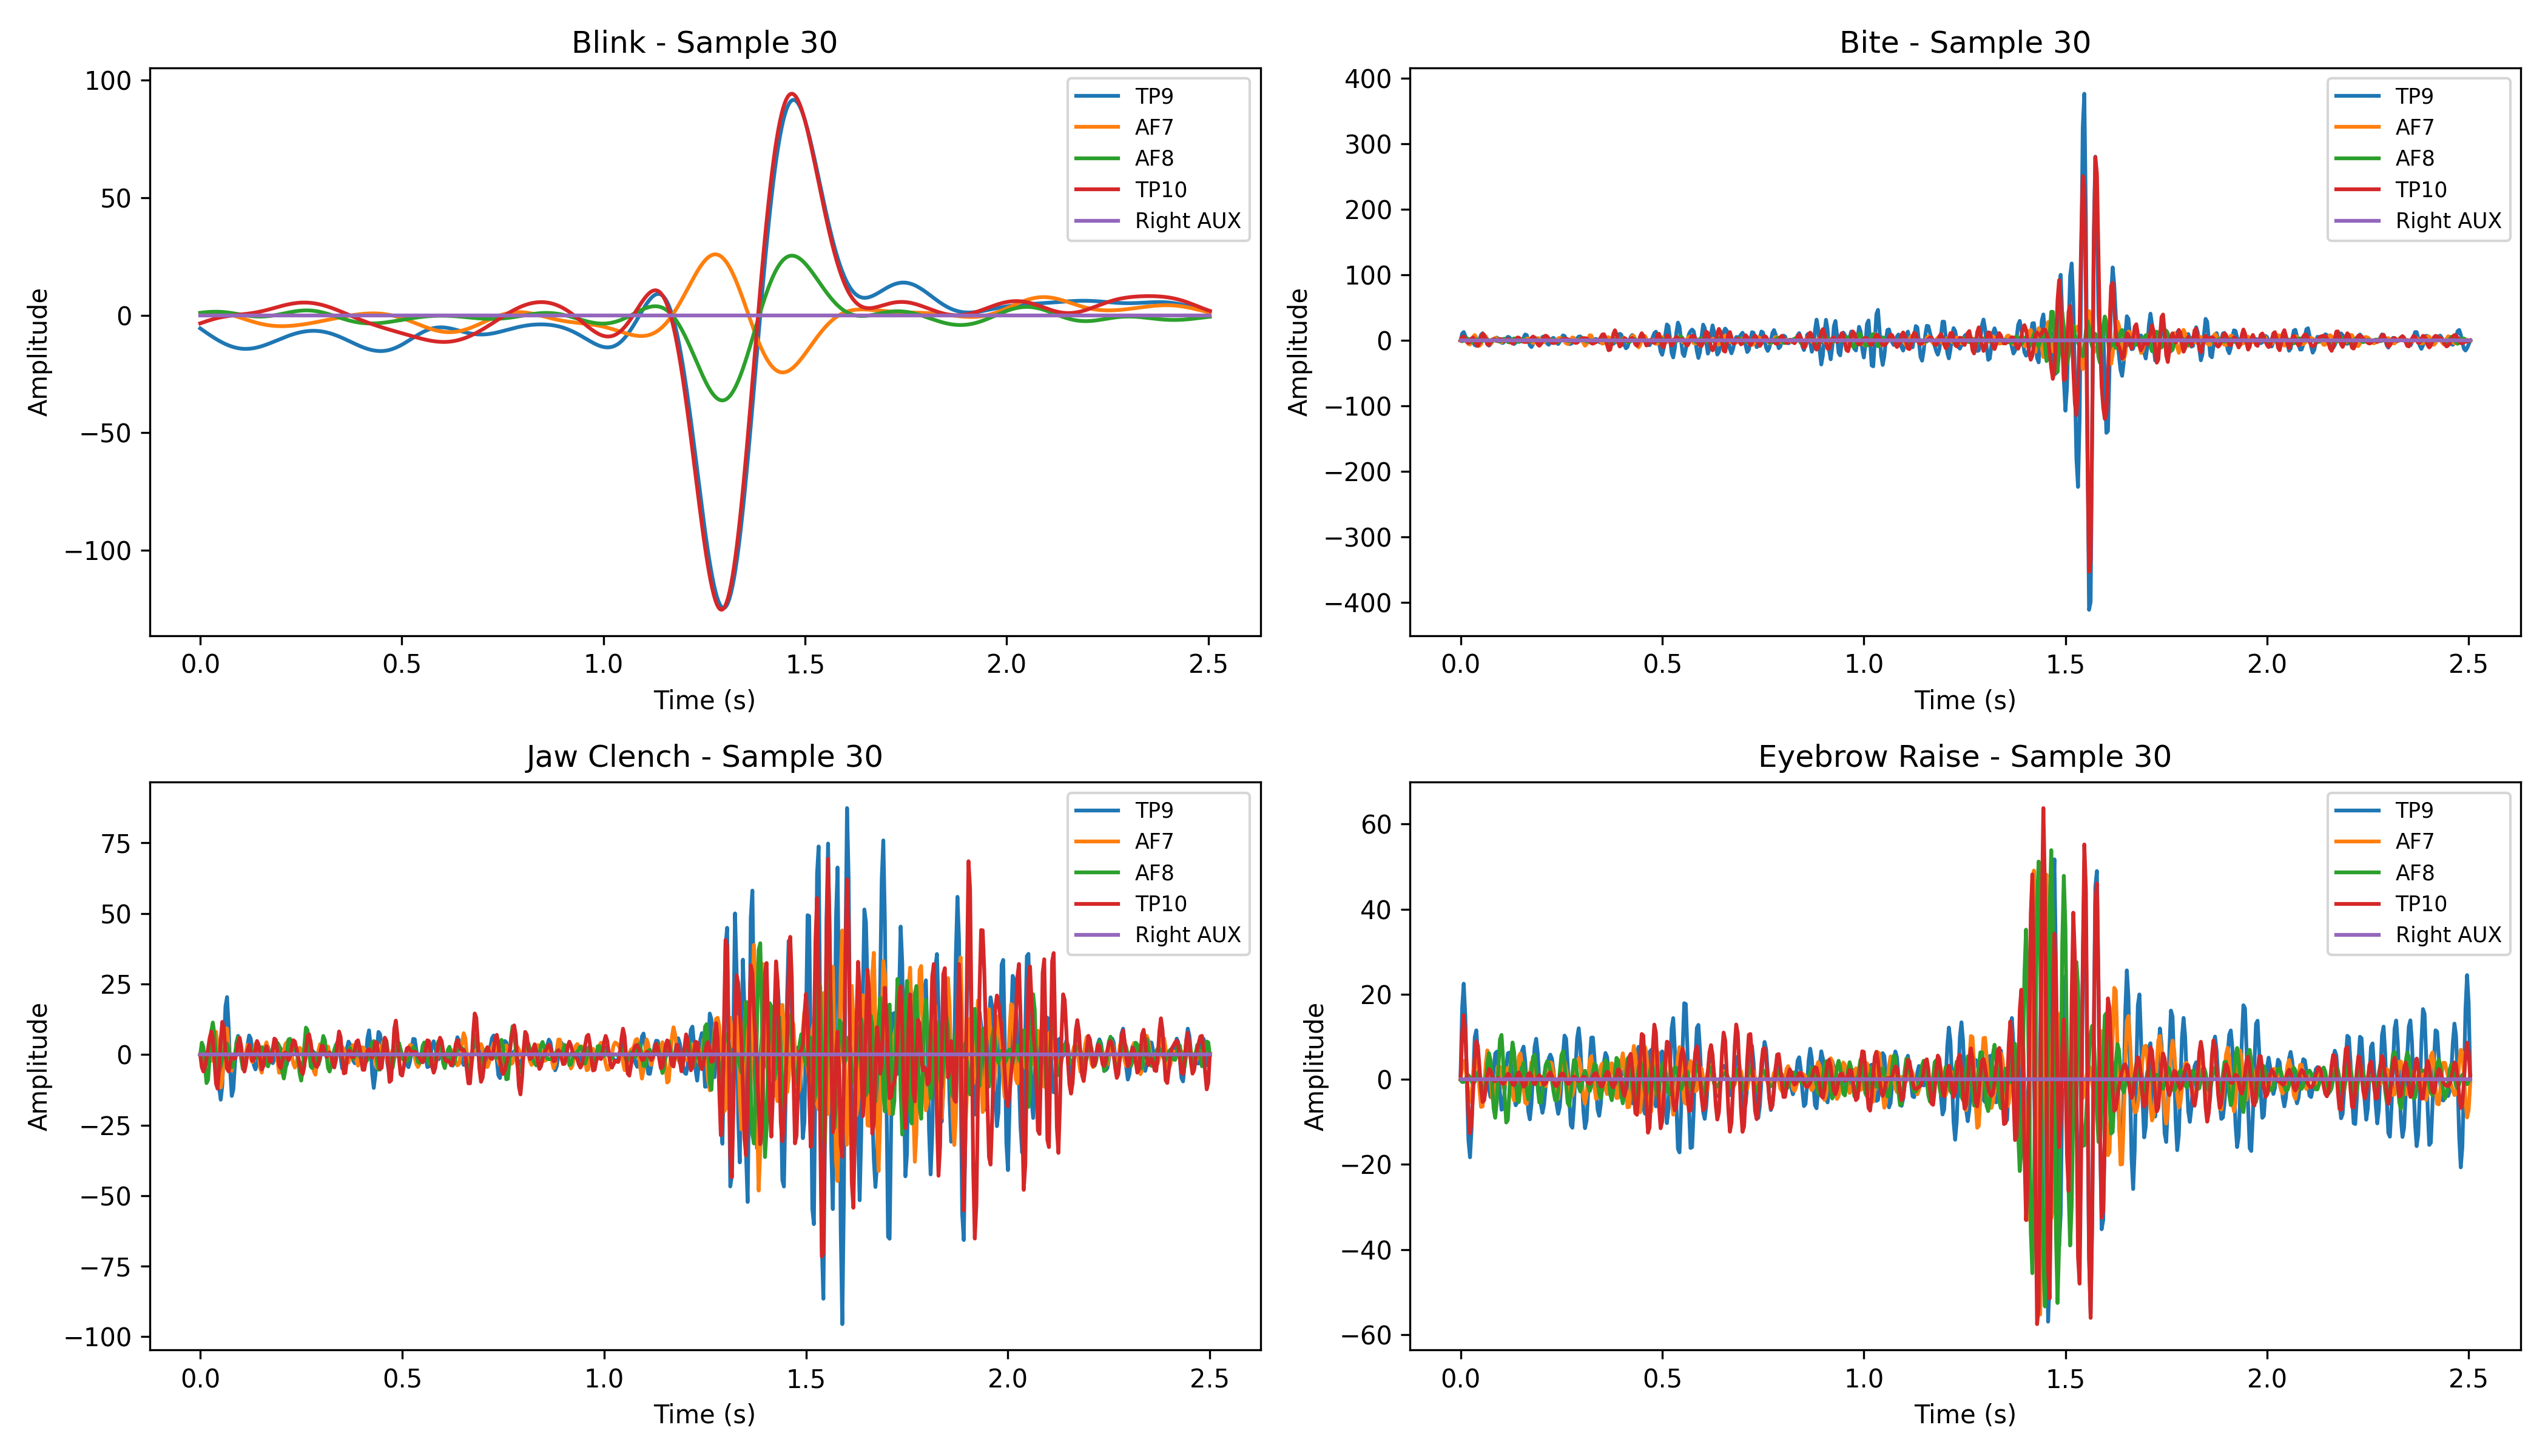 Blink - Sample 30
Amplitude
100
50
0
−50
−100
0.0 0.5 1.0 1.5 2.0 2.5
Time (s)
TP9
AF7
AF8
TP10
Right AUX
Bite - Sample 30
Amplitude
400
300
200
100
0
−100
−200
−300
−400
0.0 0.5 1.0 1.5 2.0 2.5
Time (s)
TP9
AF7
AF8
TP10
Right AUX
Jaw Clench - Sample 30
Amplitude
75
50
25
0
−25
−50
−75
−100
0.0 0.5 1.0 1.5 2.0 2.5
Time (s)
TP9
AF7
AF8
TP10
Right AUX
Eyebrow Raise - Sample 30
Amplitude
60
40
20
0
−20
−40
−60
0.0 0.5 1.0 1.5 2.0 2.5
Time (s)
TP9
AF7
AF8
TP10
Right AUX